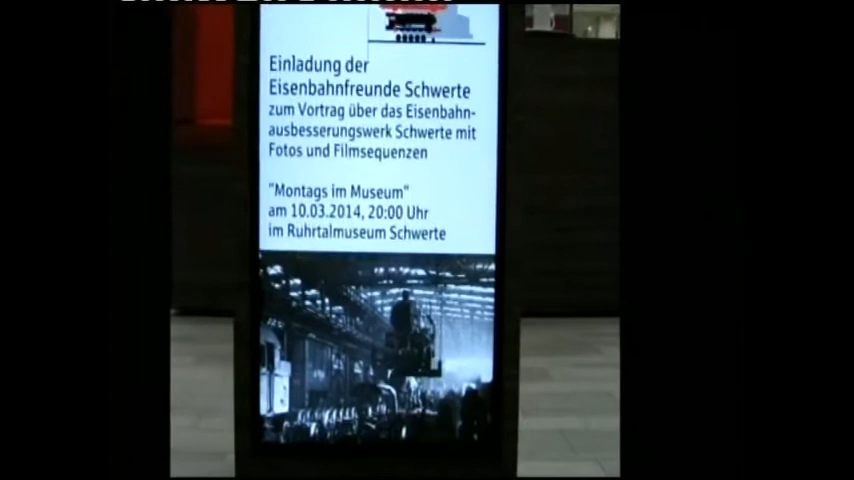 Einladung der
Eisenbahnfreunde Schwerte
zum Vortrag über das Eisenbahn-
ausbesserungswerk Schwerte mit
Fotos und Filmsequenzen
"Montags im Museum"
am 10.03.2014, 20:00 Uhr
im Ruhrtalmuseum Schwerte